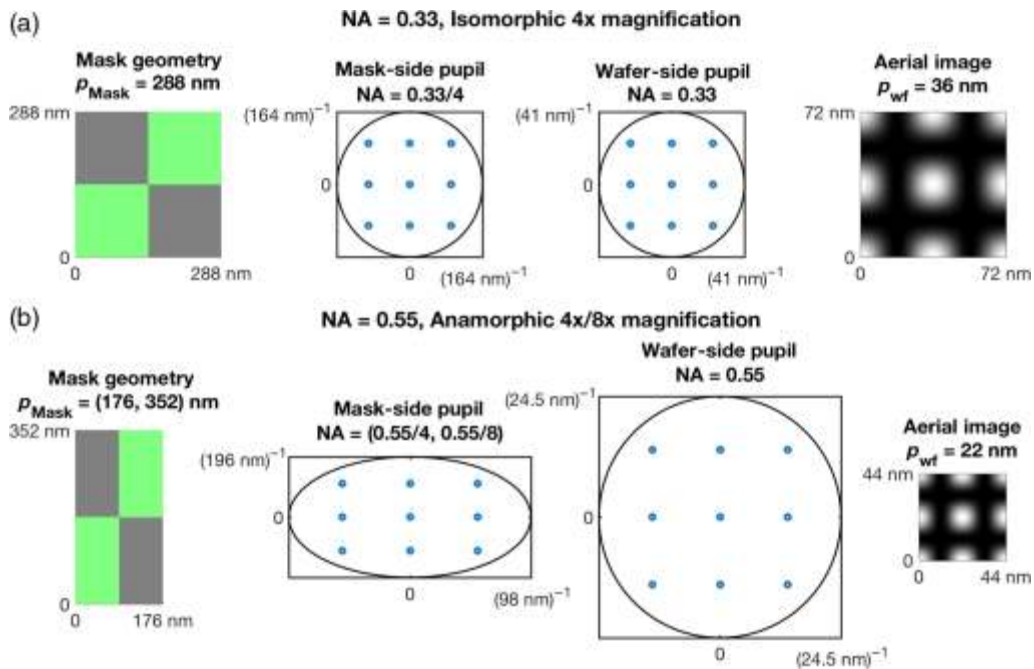 (a)
NA = 0.33, Isomorphic 4x magnification
Mask geometry
pMask = 288 nm
288 nm
0
0
288 nm
Mask-side pupil
NA = 0.33/4
(164 nm)⁻¹
0
0
(164 nm)⁻¹
Wafer-side pupil
NA = 0.33
(41 nm)⁻¹
0
0
(41 nm)⁻¹
Aerial image
pwf = 36 nm
72 nm
0
0
72 nm
(b)
NA = 0.55, Anamorphic 4x/8x magnification
Mask geometry
pMask = (176, 352) nm
352 nm
0
0
176 nm
Mask-side pupil
NA = (0.55/4, 0.55/8)
(196 nm)⁻¹
0
0
(98 nm)⁻¹
Wafer-side pupil
NA = 0.55
(24.5 nm)⁻¹
0
0
(24.5 nm)⁻¹
Aerial image
pwf = 22 nm
44 nm
0
0
44 nm